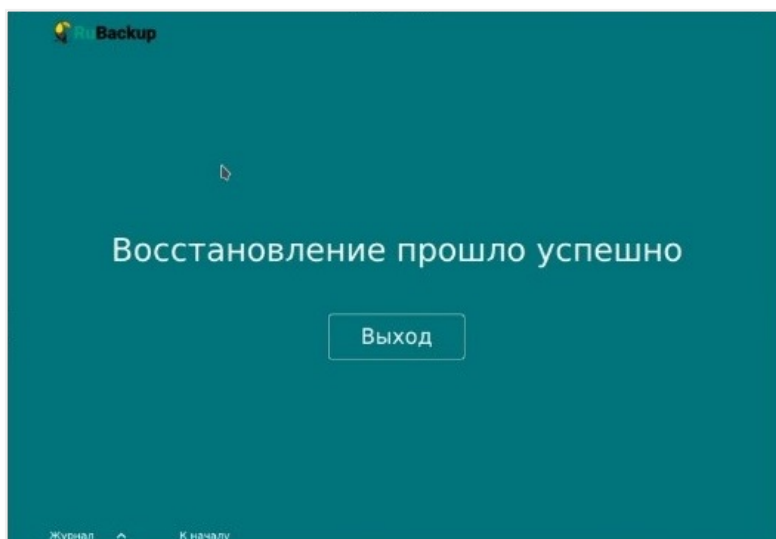 RuBackup
Восстановление прошло успешно
Выход
Журнал К началу